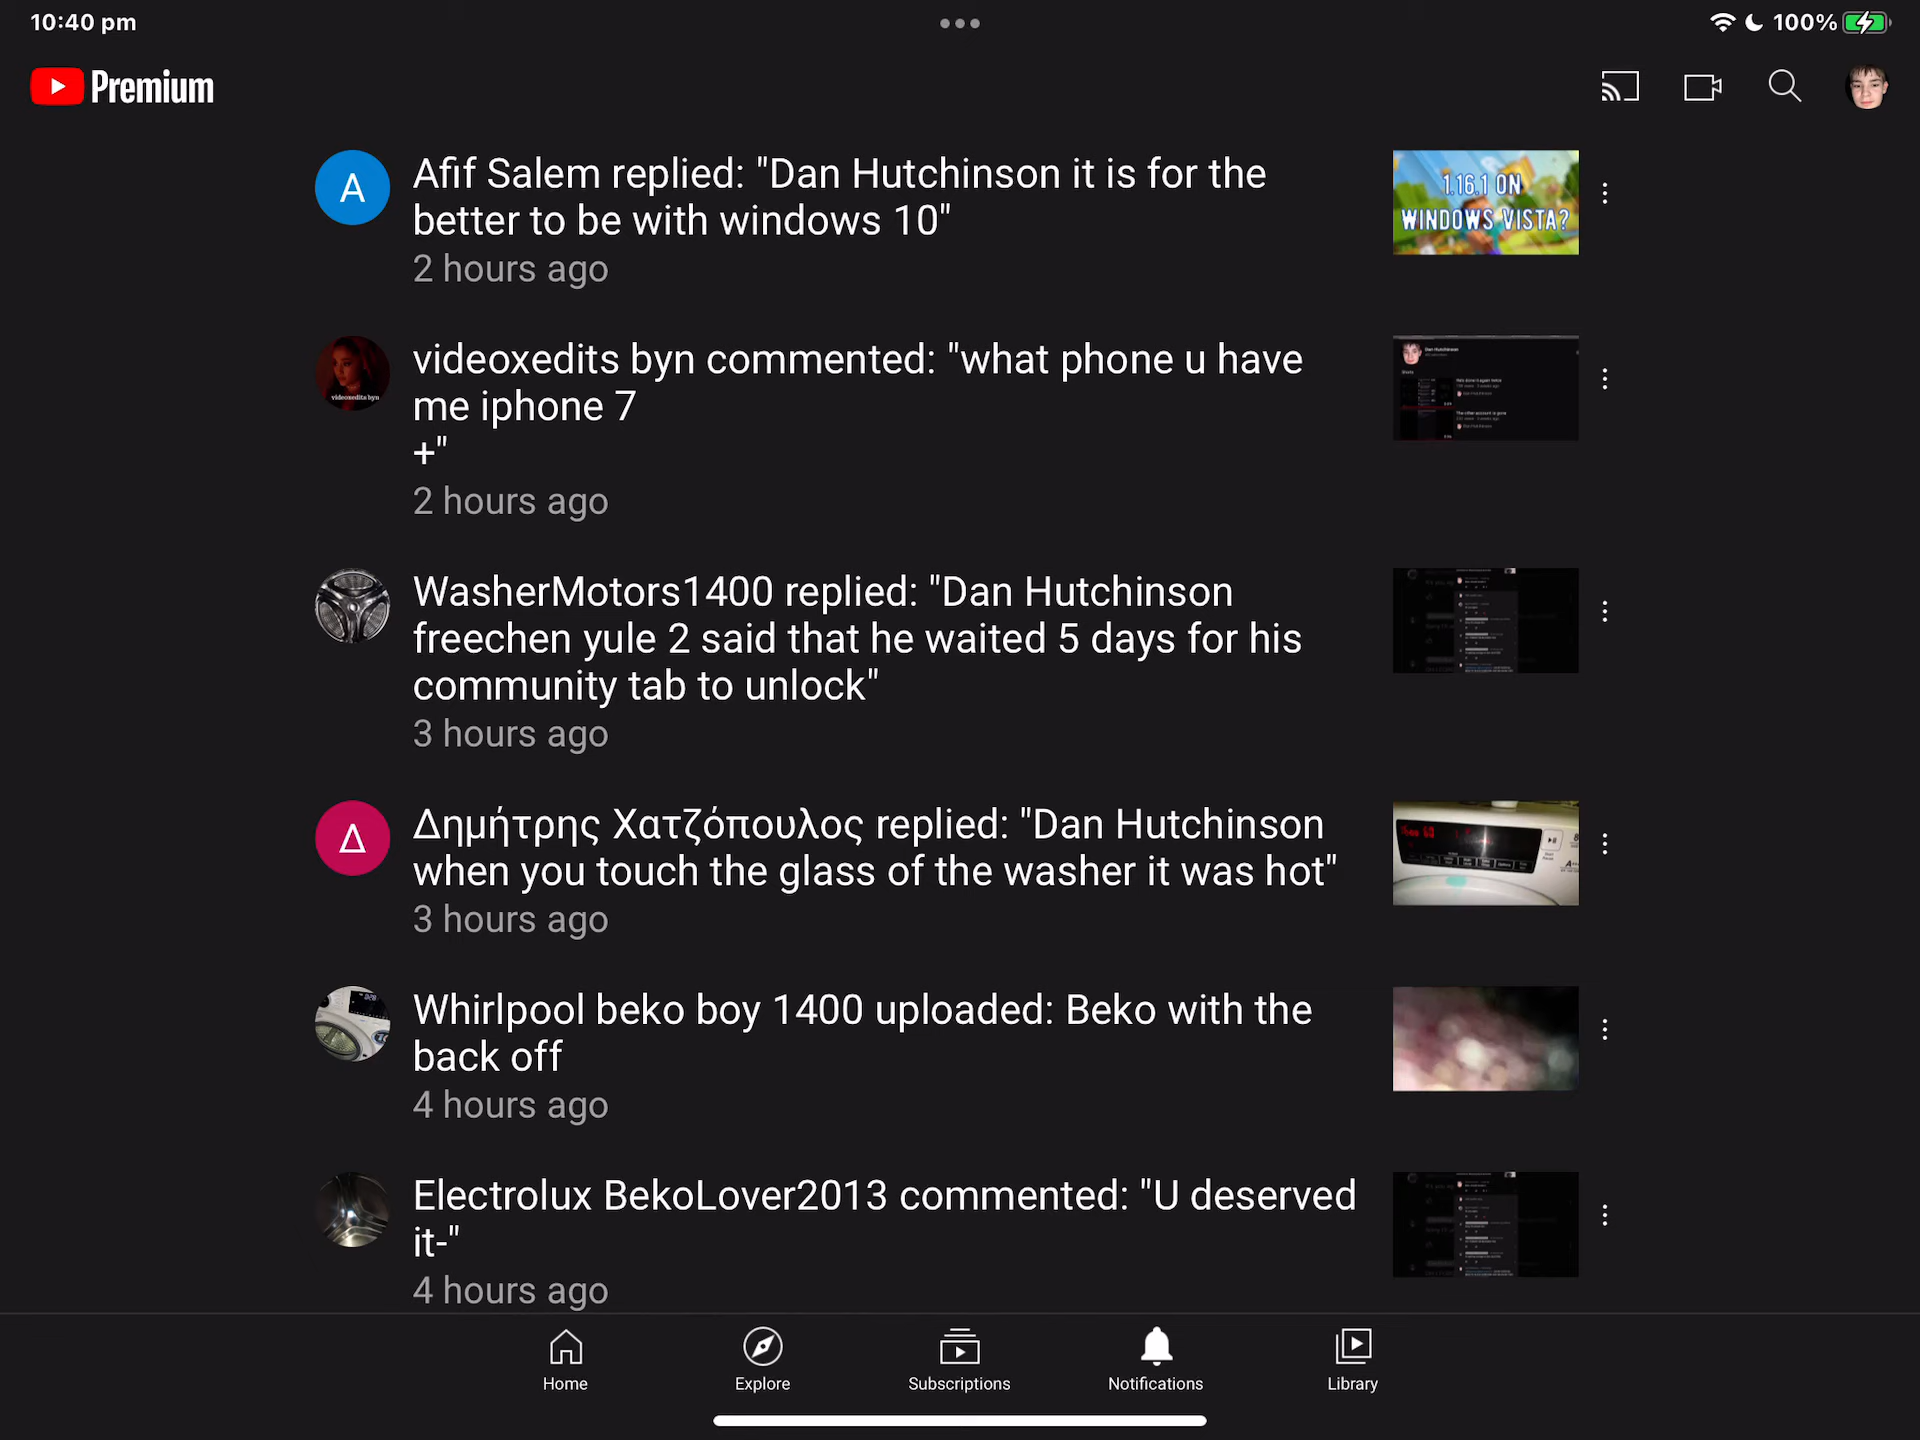 10:40 pm
100%
Premium
A
Afif Salem replied: "Dan Hutchinson it is for the
better to be with windows 10"
2 hours ago
1.16.1 ON
WINDOWS VISTA?
videoxedits byn commented: "what phone u have
me iphone 7
+"
2 hours ago
videoxedits byn
Dan Hutchinson
WasherMotors1400 replied: "Dan Hutchinson
freechen yule 2 said that he waited 5 days for his
community tab to unlock"
3 hours ago
Δ
Δημήτρης Χατζόπουλος replied: "Dan Hutchinson
when you touch the glass of the washer it was hot"
3 hours ago
Whirlpool beko boy 1400 uploaded: Beko with the
back off
4 hours ago
Electrolux BekoLover2013 commented: "U deserved
it-"
4 hours ago
Home
Explore
Subscriptions
Notifications
Library